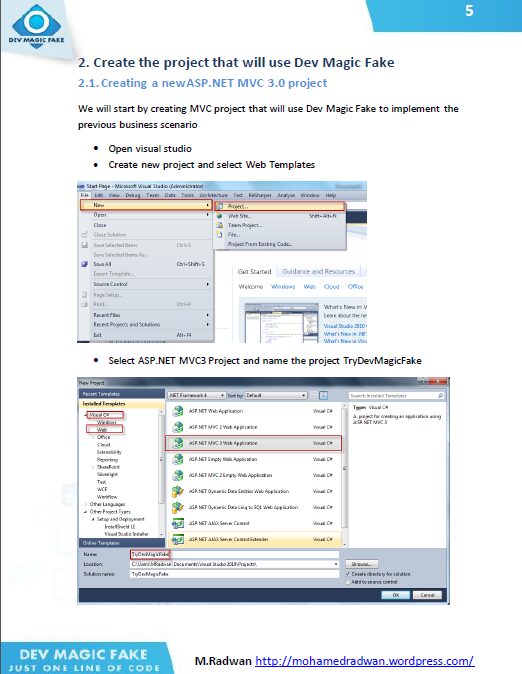 5
DEV MAGIC FAKE
2. Create the project that will use Dev Magic Fake
2.1. Creating a new ASP.NET MVC 3.0 project
We will start by creating MVC project that will use Dev Magic Fake to implement the
previous business scenario
• Open visual studio
• Create new project and select Web Templates
Start Page - Microsoft Visual Studio (Administrator)
File Edit View Debug Team Data Tools Architecture Test ReSharper Analyze Window Help
New
Project...
Open
Web Site... Shift+Alt+N
Close
Team Project...
Close Solution
File...
Save Selected Items Ctrl+S
Project From Existing Code...
Save Selected Items As...
Save All Ctrl+Shift+S
Export Template...
Source Control
Page Setup...
Print... Ctrl+P
Recent Files
Recent Projects and Solutions
Exit Alt+F4
Get Started Guidance and Resources
Welcome Windows Web Cloud Office
What's New in V
Learn about the ne
Visual Studio 2010
What's New in .NE
• Select ASP.NET MVC3 Project and name the project TryDevMagicFake
New Project
Recent Templates
.NET Framework 4 Sort by: Default
Search Installed Templates
Installed Templates
Visual C#
Windows
Web
Office
Cloud
Extensibility
Reporting
SharePoint
Silverlight
Test
WCF
Workflow
Other Languages
Other Project Types
Setup and Deployment
InstallShield LE
Visual Studio Installer
Online Templates
ASP.NET Web Application Visual C#
ASP.NET MVC 2 Web Application Visual C#
ASP.NET MVC 3 Web Application Visual C#
ASP.NET Empty Web Application Visual C#
ASP.NET MVC 2 Empty Web Application Visual C#
ASP.NET Dynamic Data Entities Web Application Visual C#
ASP.NET Dynamic Data Linq to SQL Web Application Visual C#
ASP.NET AJAX Server Control Visual C#
ASP.NET AJAX Server Control Extender Visual C#
Type: Visual C#
A project for creating an application using
ASP.NET MVC 3
Name: TryDevMagicFake
Location: C:\Users\MRadwan\Documents\Visual Studio 2010\Projects\
Browse...
Solution name: TryDevMagicFake
Create directory for solution
Add to source control
OK Cancel
DEV MAGIC FAKE
JUST ONE LINE OF CODE
M.Radwan http://mohamedradwan.wordpress.com/